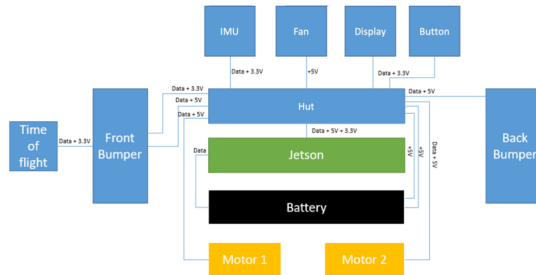 IMU
Fan
Display
Button
Data + 3.3V
+5V
Data + 3.3V
Data + 3.3V
Data + 5V
Data + 5V
Data + 5V
Hut
Time
of
flight
Data + 3.3V
Front
Bumper
Data + 5V + 3.3V
Back
Bumper
Data
Jetson
+5V
+5V
Data + 5V
Battery
Motor 1
Motor 2